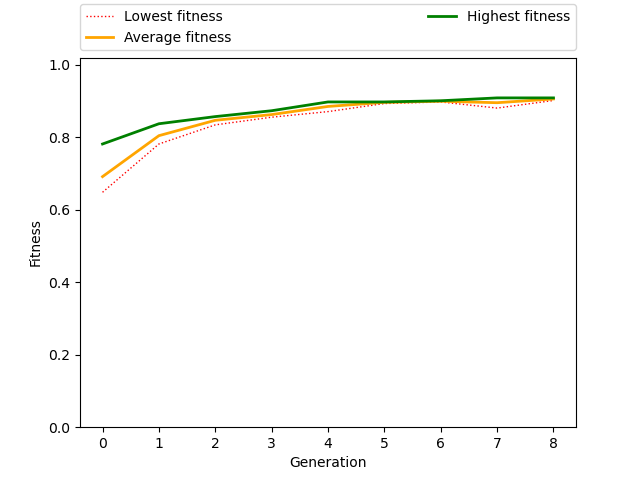 Lowest fitness
Average fitness
Highest fitness
1.0
0.8
0.6
0.4
0.2
0.0
Fitness
0 1 2 3 4 5 6 7 8
Generation